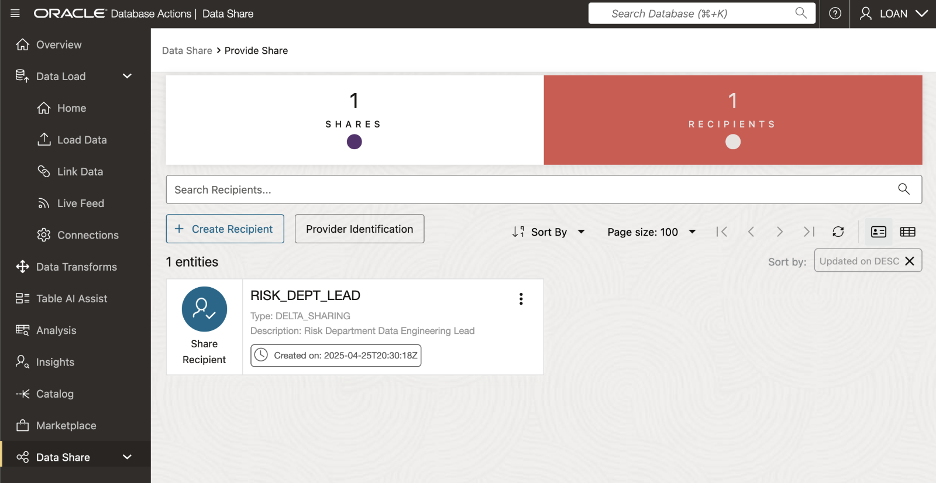 ORACLE® Database Actions | Data Share
Search Database (⌘+K)
LOAN
Overview
Data Load
Home
Load Data
Link Data
Live Feed
Connections
Data Transforms
Table AI Assist
Analysis
Insights
Catalog
Marketplace
Data Share
Data Share > Provide Share
1
SHARES
1
RECIPIENTS
Search Recipients...
+ Create Recipient
Provider Identification
Sort By
Page size: 100
1 entities
Sort by: Updated on DESC
Share
Recipient
RISK_DEPT_LEAD
Type: DELTA_SHARING
Description: Risk Department Data Engineering Lead
Created on: 2025-04-25T20:30:18Z